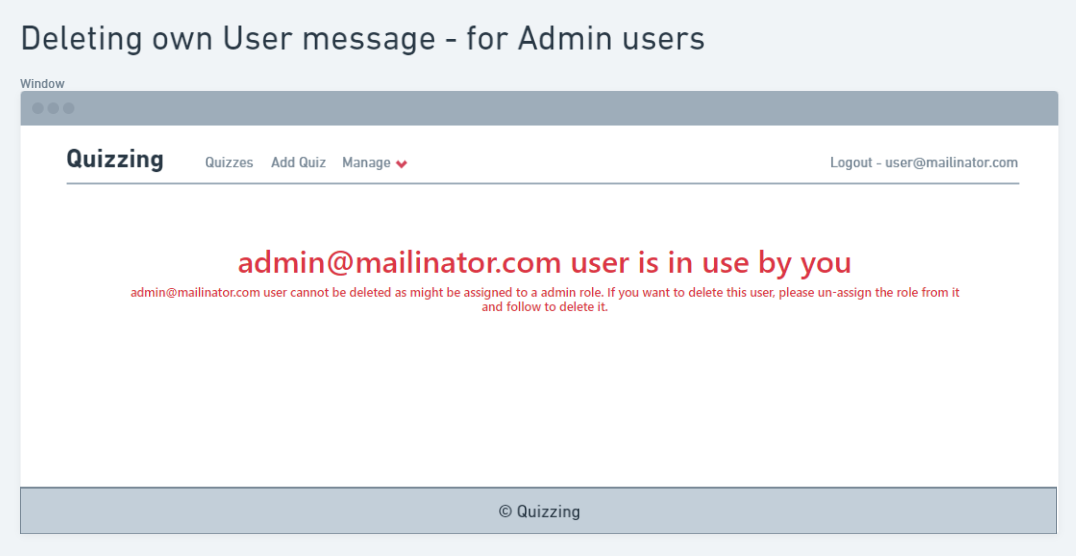 Deleting own User message - for Admin users
Window
Quizzing Quizzes Add Quiz Manage Logout - user@mailinator.com
admin@mailinator.com user is in use by you
admin@mailinator.com user cannot be deleted as might be assigned to a admin role. If you want to delete this user, please un-assign the role from it
and follow to delete it.
© Quizzing